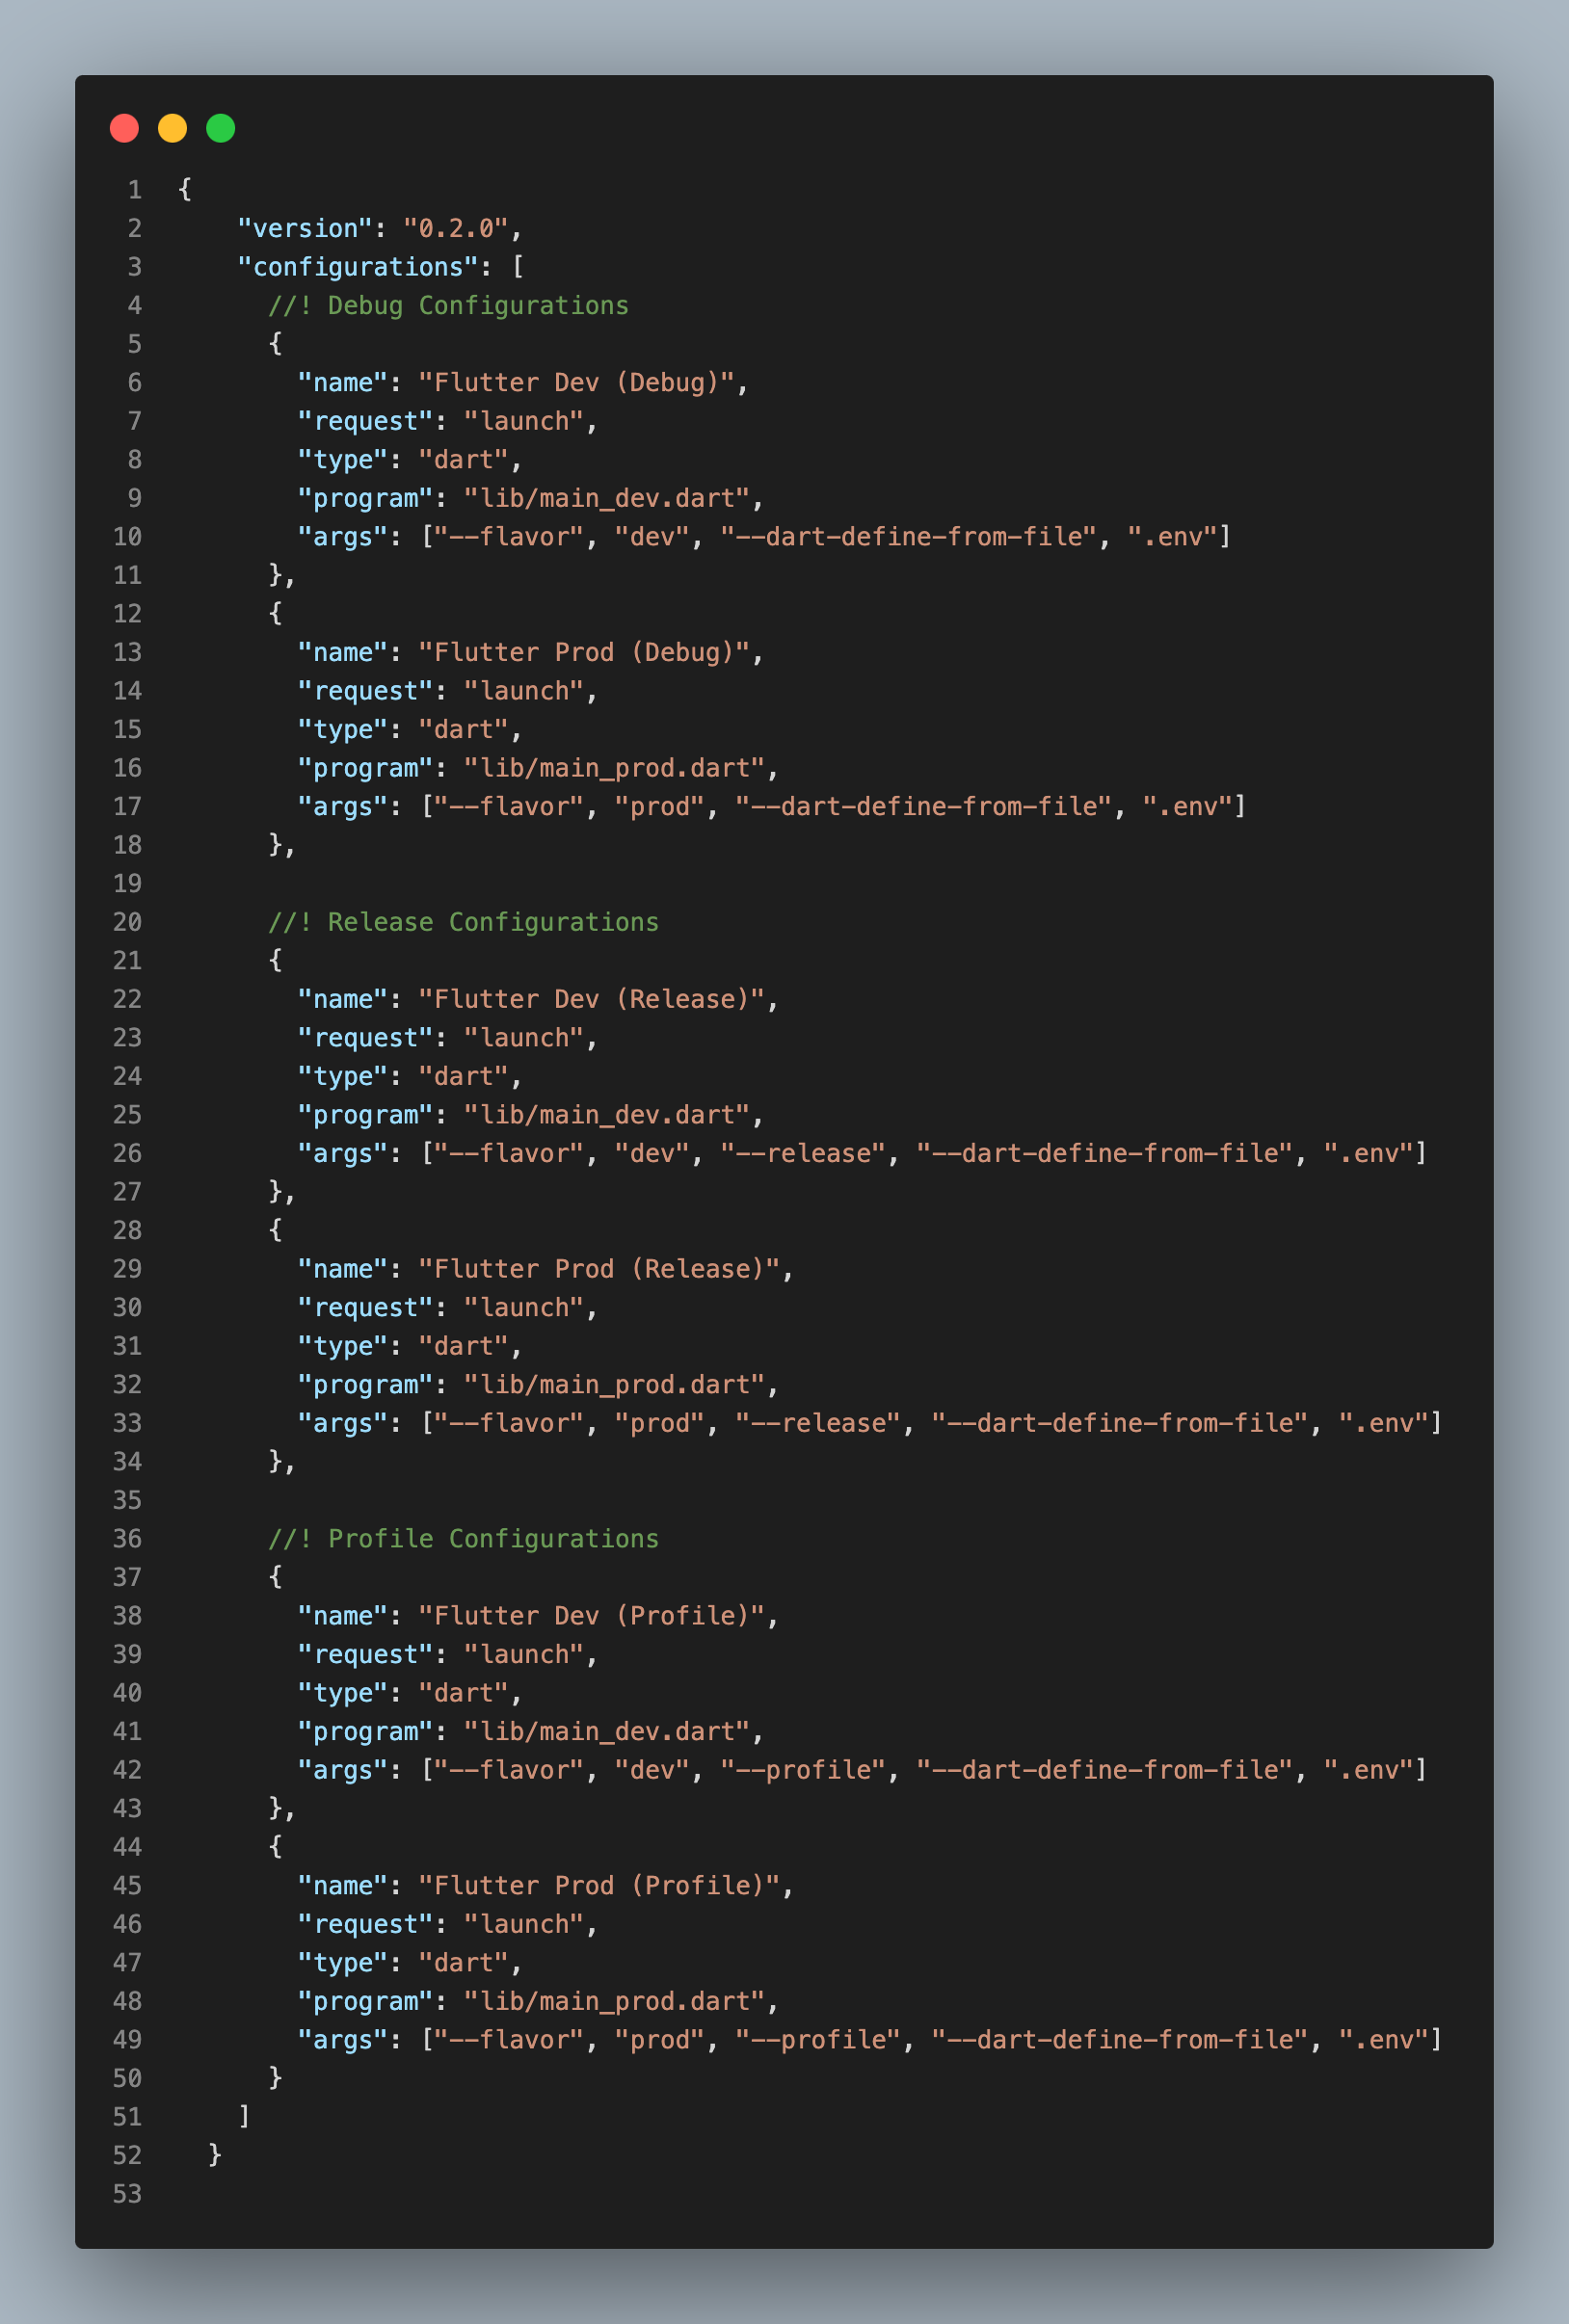 1 {
2     "version": "0.2.0",
3     "configurations": [
4       //! Debug Configurations
5       {
6         "name": "Flutter Dev (Debug)",
7         "request": "launch",
8         "type": "dart",
9         "program": "lib/main_dev.dart",
10         "args": ["--flavor", "dev", "--dart-define-from-file", ".env"]
11       },
12       {
13         "name": "Flutter Prod (Debug)",
14         "request": "launch",
15         "type": "dart",
16         "program": "lib/main_prod.dart",
17         "args": ["--flavor", "prod", "--dart-define-from-file", ".env"]
18       },
19
20       //! Release Configurations
21       {
22         "name": "Flutter Dev (Release)",
23         "request": "launch",
24         "type": "dart",
25         "program": "lib/main_dev.dart",
26         "args": ["--flavor", "dev", "--release", "--dart-define-from-file", ".env"]
27       },
28       {
29         "name": "Flutter Prod (Release)",
30         "request": "launch",
31         "type": "dart",
32         "program": "lib/main_prod.dart",
33         "args": ["--flavor", "prod", "--release", "--dart-define-from-file", ".env"]
34       },
35
36       //! Profile Configurations
37       {
38         "name": "Flutter Dev (Profile)",
39         "request": "launch",
40         "type": "dart",
41         "program": "lib/main_dev.dart",
42         "args": ["--flavor", "dev", "--profile", "--dart-define-from-file", ".env"]
43       },
44       {
45         "name": "Flutter Prod (Profile)",
46         "request": "launch",
47         "type": "dart",
48         "program": "lib/main_prod.dart",
49         "args": ["--flavor", "prod", "--profile", "--dart-define-from-file", ".env"]
50       }
51     ]
52   }
53